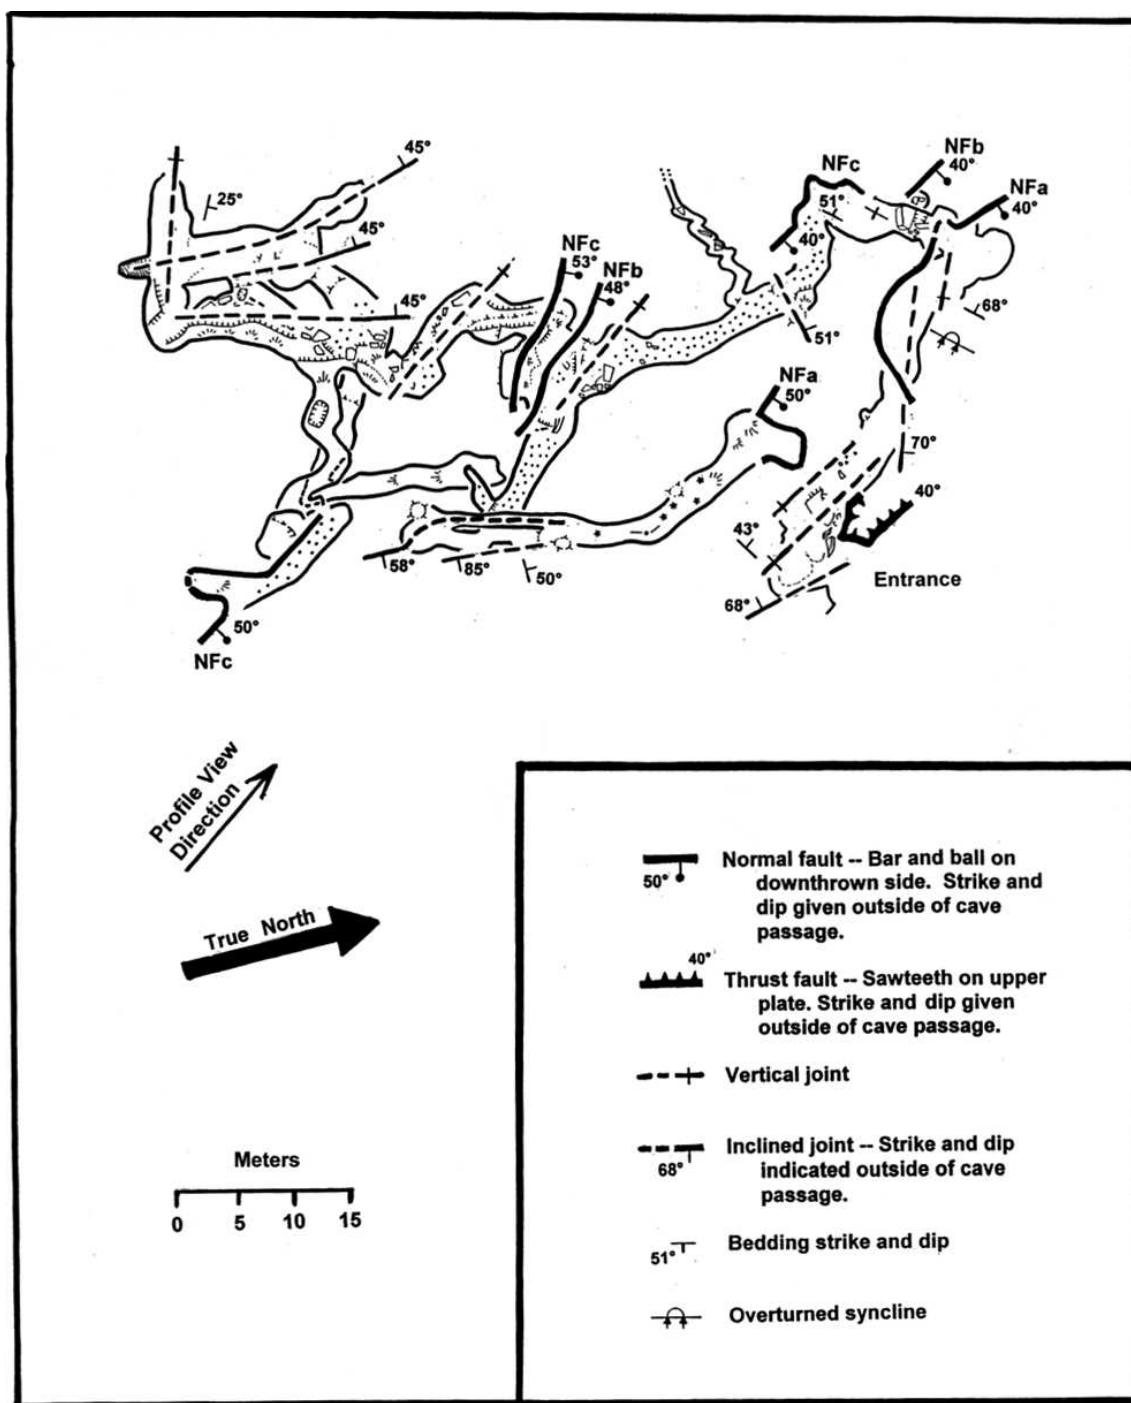 45°
25°
45°
45°
NFc
53°
NFb
48°
NFc
NFb
40°
NFa
40°
51°
40°
51°
68°
NFa
50°
70°
40°
43°
68°
Entrance
58°
85°
50°
50°
NFc
Profile View
Direction
True North
Meters
0 5 10 15
50°
Normal fault -- Bar and ball on
downthrown side. Strike and
dip given outside of cave
passage.
40°
Thrust fault -- Sawteeth on upper
plate. Strike and dip given
outside of cave passage.
Vertical joint
68°
Inclined joint -- Strike and dip
indicated outside of cave
passage.
51°
Bedding strike and dip
Overturned syncline